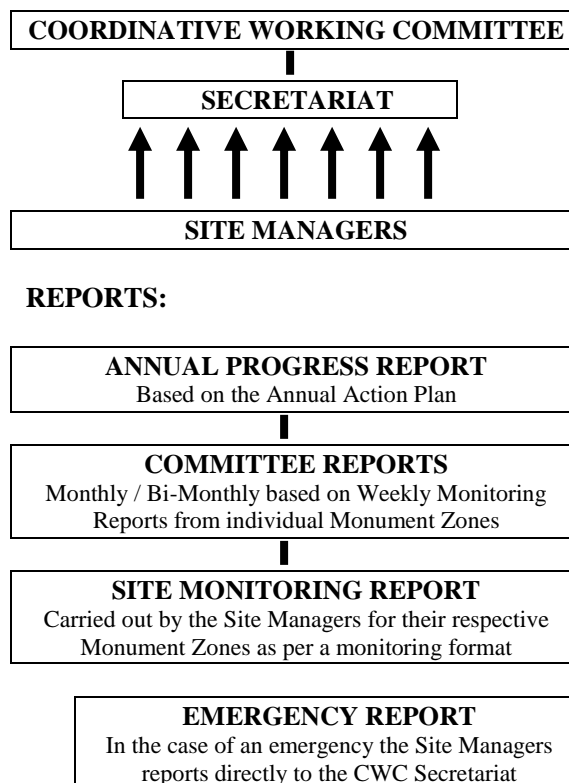 COORDINATIVE WORKING COMMITTEE
SECRETARIAT
SITE MANAGERS
REPORTS:
ANNUAL PROGRESS REPORT
Based on the Annual Action Plan
COMMITTEE REPORTS
Monthly / Bi-Monthly based on Weekly Monitoring
Reports from individual Monument Zones
SITE MONITORING REPORT
Carried out by the Site Managers for their respective
Monument Zones as per a monitoring format
EMERGENCY REPORT
In the case of an emergency the Site Managers
reports directly to the CWC Secretariat